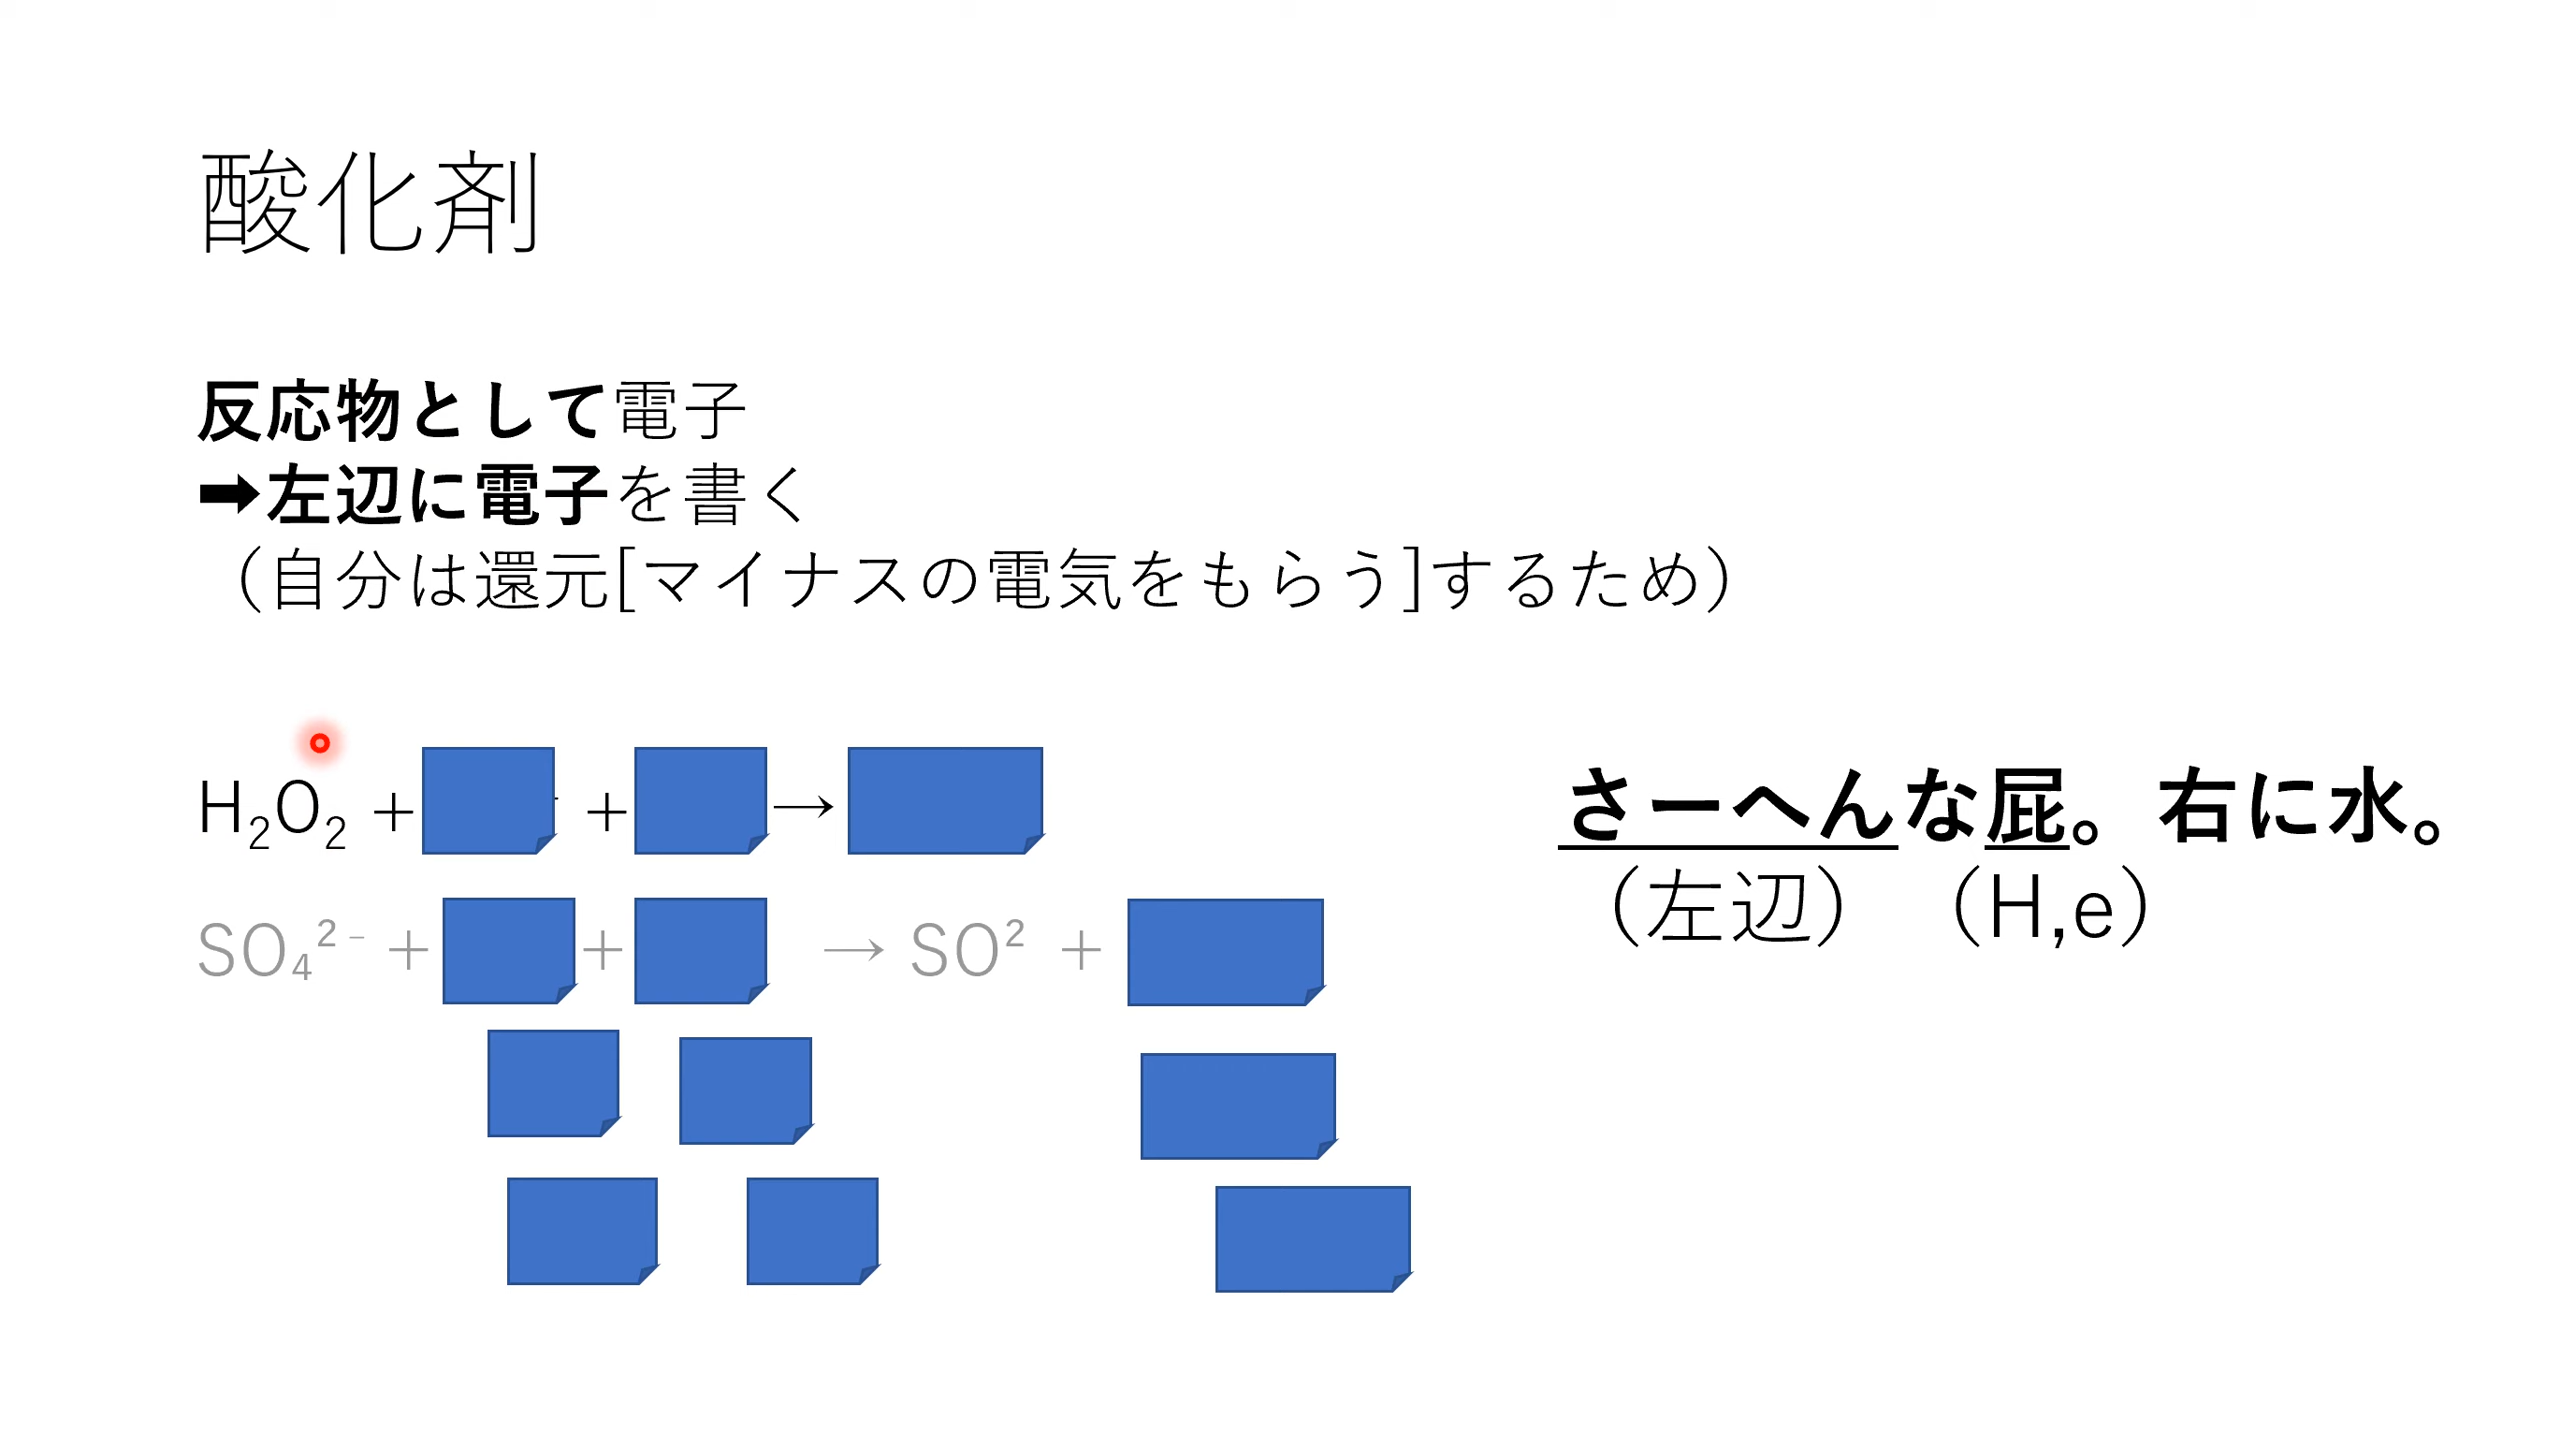 酸化剤
反応物として電子
➡左辺に電子を書く
（自分は還元[マイナスの電気をもらう]するため）
H₂O₂ ＋ ＋ →
SO₄²⁻ ＋ ＋ → SO² ＋
さーへんな屁。右に水。
（左辺） （H,e）